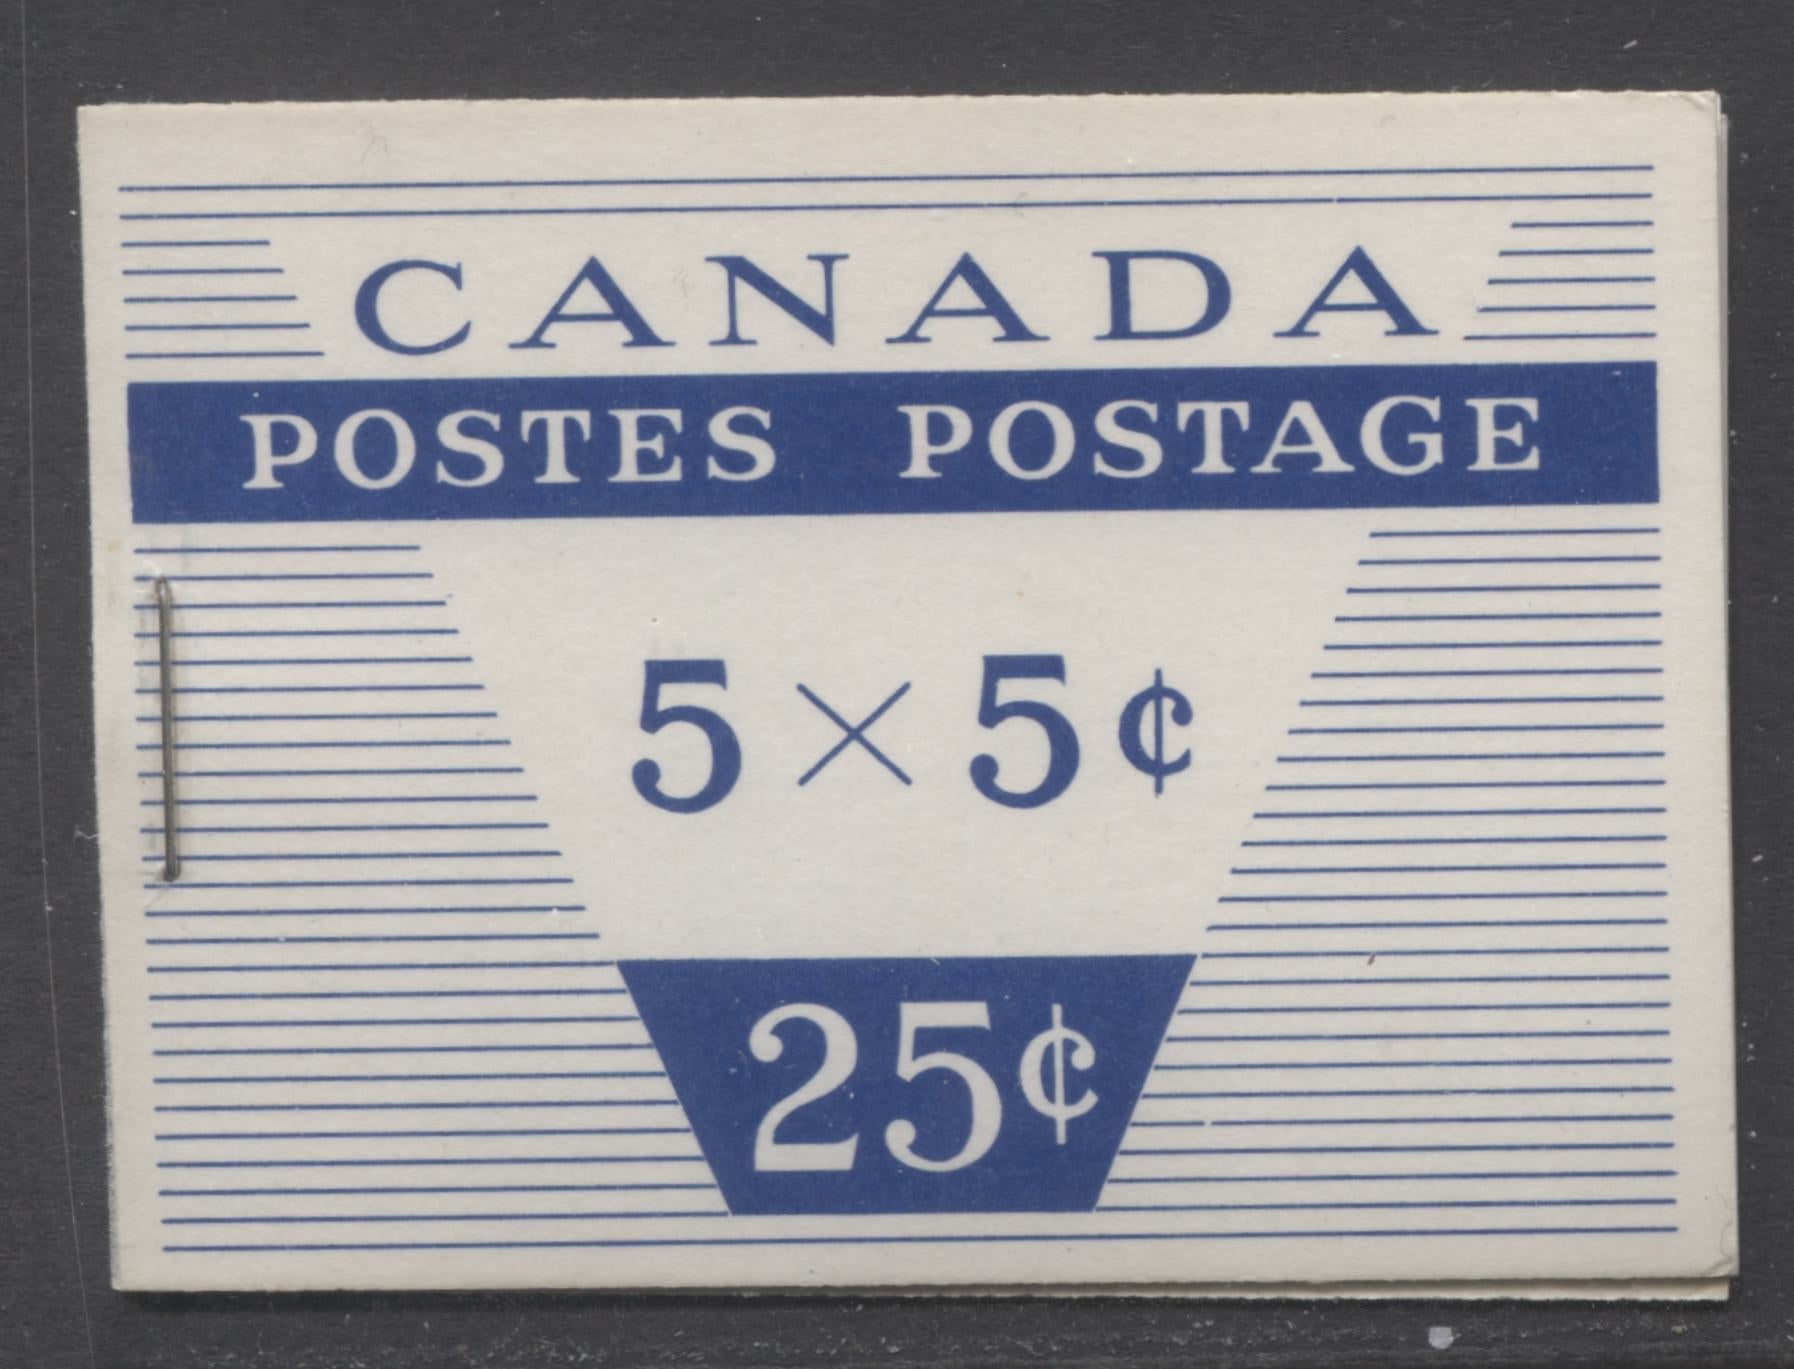 CANADA
POSTES POSTAGE
5 × 5¢
25¢